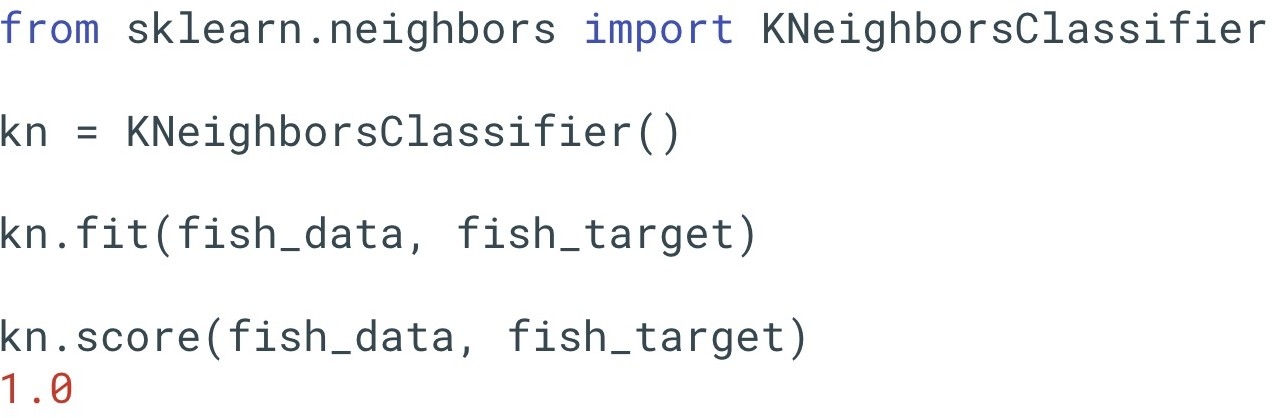 from sklearn.neighbors import KNeighborsClassifier
kn = KNeighborsClassifier()
kn.fit(fish_data, fish_target)
kn.score(fish_data, fish_target)
1.0